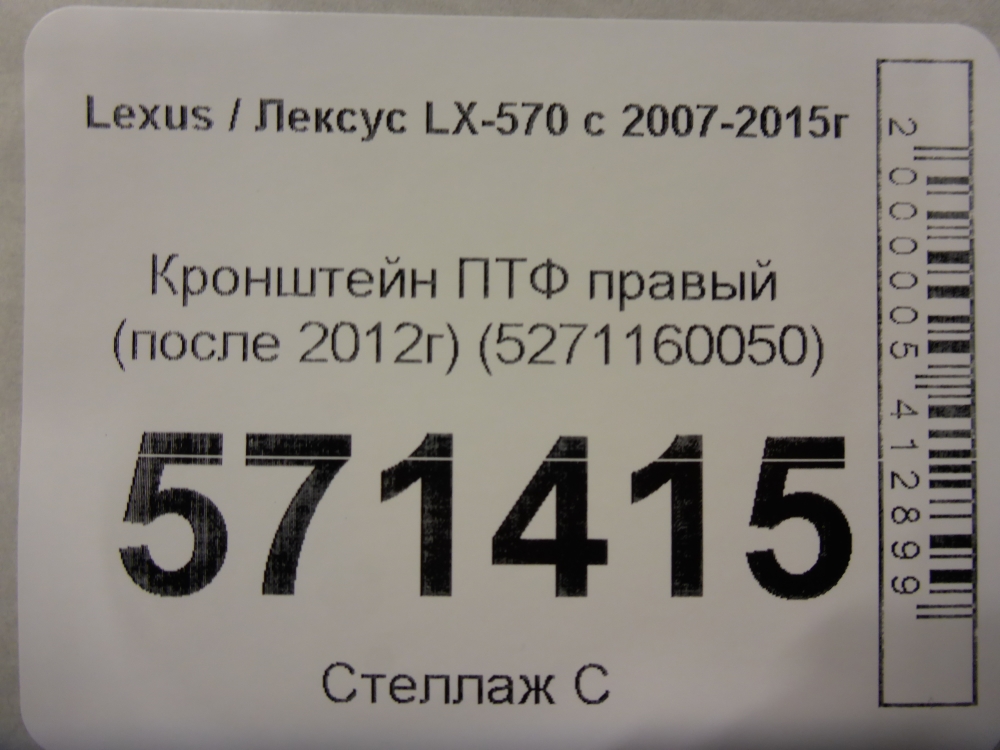 Lexus / Лексус LX-570 с 2007-2015г
Кронштейн ПТФ правый
(после 2012г) (5271160050)
571415
Стеллаж С
2000005412899